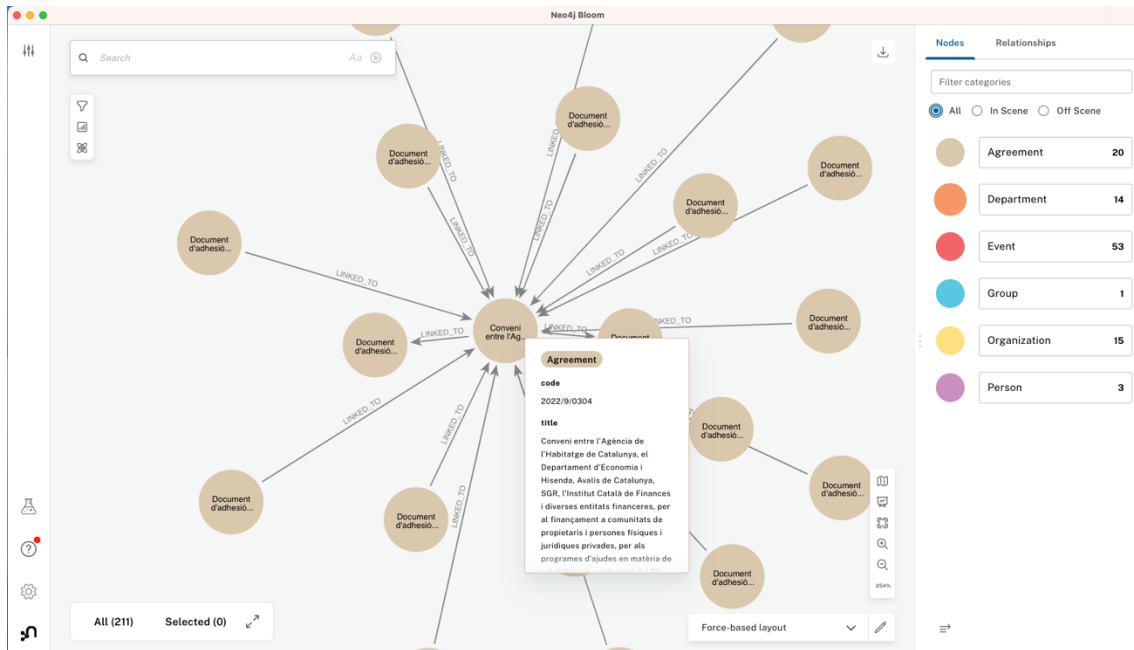 Neo4j Bloom
Search
Aa
Nodes
Relationships
Filter categories
All
In Scene
Off Scene
Agreement
20
Department
14
Event
53
Group
1
Organization
15
Person
3
Document
d'adhesió...
LINKED_TO
Document
d'adhesió...
LINKED_TO
LINKED_TO
LINKED_TO
Document
d'adhesió...
Document
d'adhesió...
LINKED_TO
LINKED_TO
Document
d'adhesió...
LINKED_TO
LINKED_TO
LINKED_TO
Conveni
entre l'Ag...
LINKED_TO
LINKED_TO
LINKED_TO
Document
d'adhesió...
Document
d'adhesió...
Document
LINKED_TO
LINKED_TO
LINKED_TO
Document
d'adhesió...
Document
d'adhesió...
Document
d'adhesió...
Document
d'adhesió...
Document
d'adhesió...
Agreement
code
2022/9/0304
title
Conveni entre l'Agència de
l'Habitatge de Catalunya, el
Departament d'Economia i
Hisenda, Avalis de Catalunya,
SGR, l'Institut Català de Finances
i diverses entitats financeres, per
al finançament a comunitats de
propietaris i persones físiques i
jurídiques privades, per als
programes d'ajudes en matèria de
254%
All (211)
Selected (0)
Force-based layout